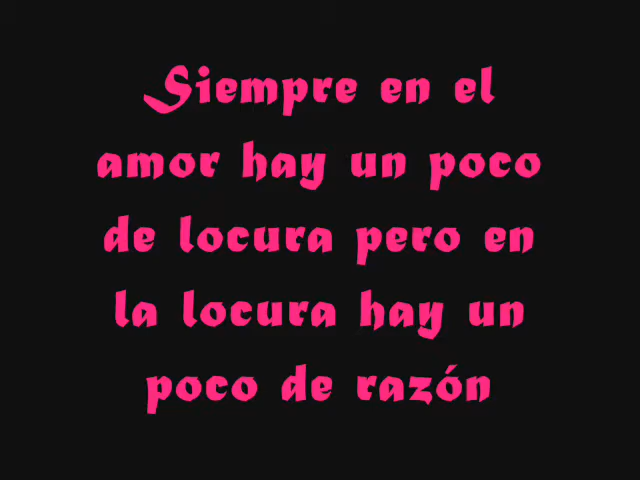 Siempre en el
amor hay un poco
de locura pero en
la locura hay un
poco de razón